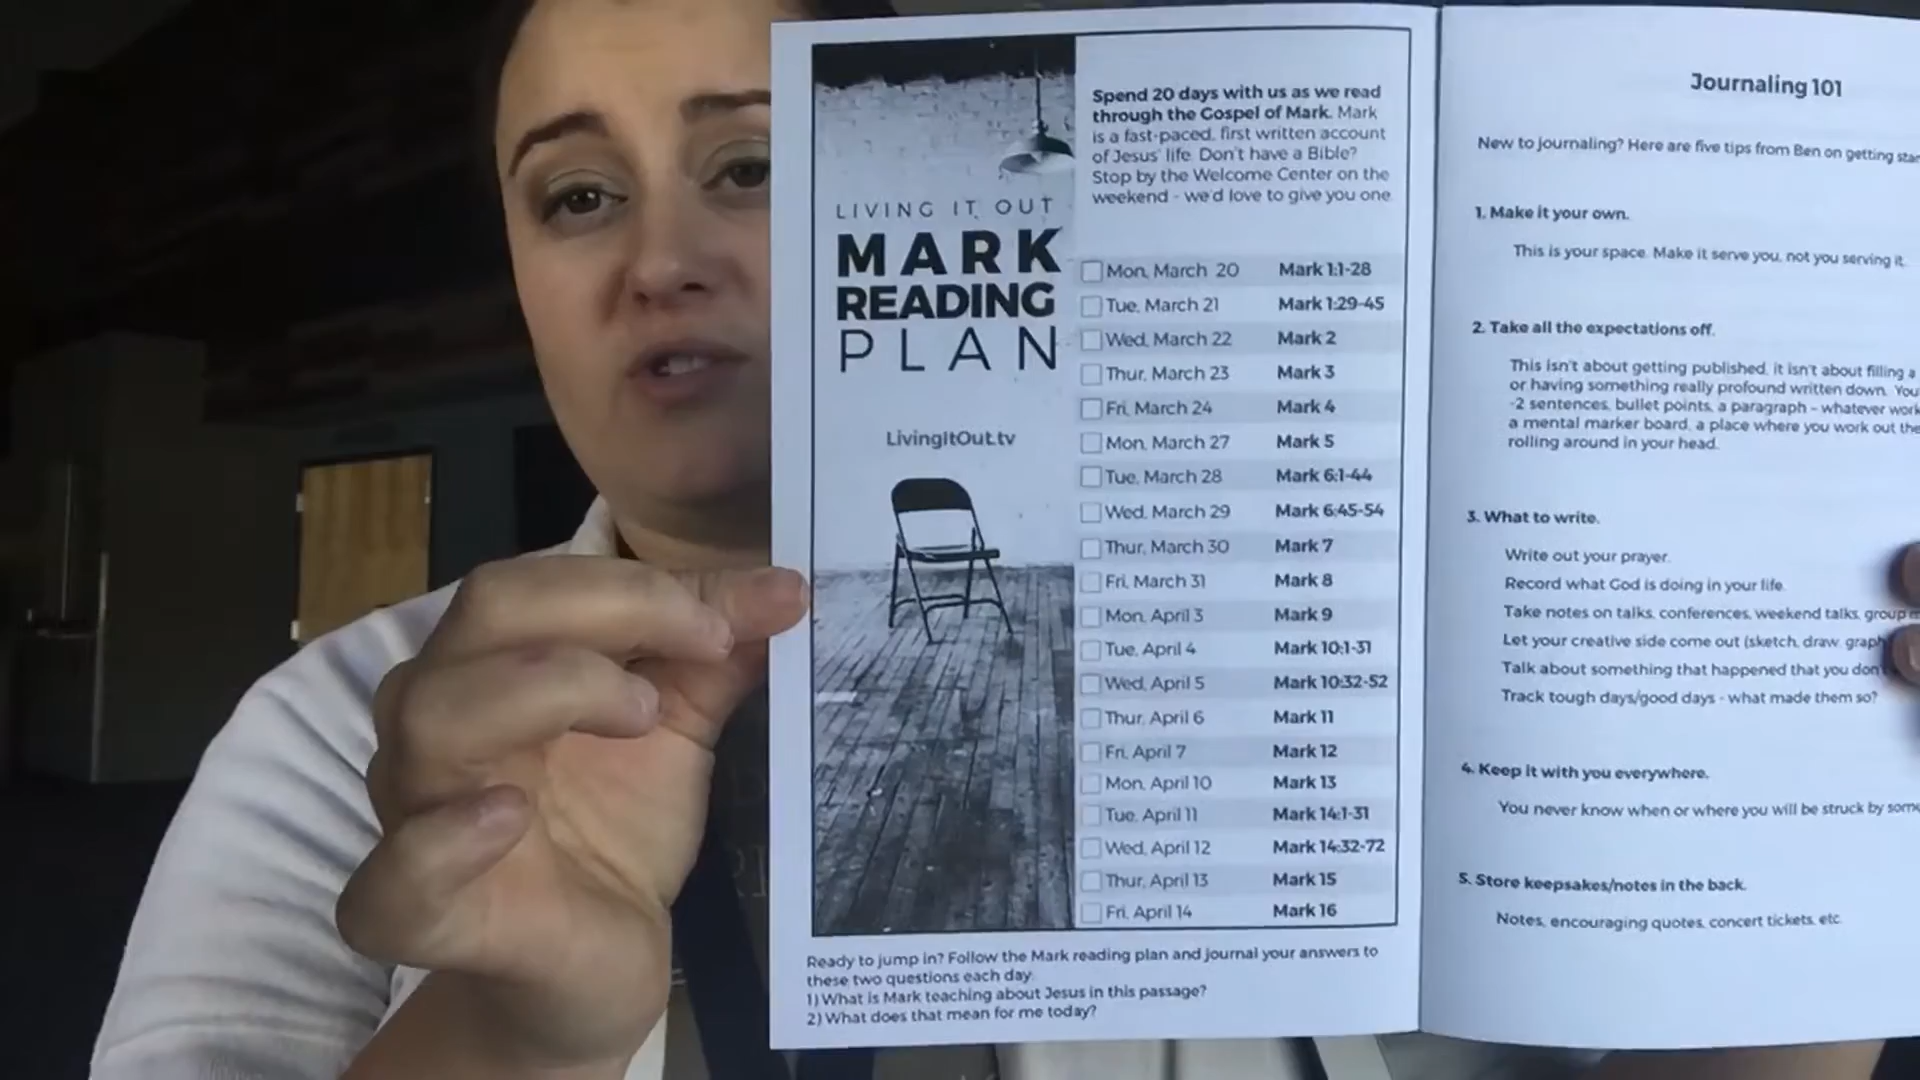 LIVING IT OUT
MARK
READING
PLAN
LivingItOut.tv
Spend 20 days with us as we read
through the Gospel of Mark. Mark
is a fast-paced, first written account
of Jesus' life. Don't have a Bible?
Stop by the Welcome Center on the
weekend - we'd love to give you one.
Mon, March 20 Mark 1:1-28
Tue, March 21 Mark 1:29-45
Wed, March 22 Mark 2
Thur, March 23 Mark 3
Fri, March 24 Mark 4
Mon, March 27 Mark 5
Tue, March 28 Mark 6:1-44
Wed, March 29 Mark 6:45-54
Thur, March 30 Mark 7
Fri, March 31 Mark 8
Mon, April 3 Mark 9
Tue, April 4 Mark 10:1-31
Wed, April 5 Mark 10:32-52
Thur, April 6 Mark 11
Fri, April 7 Mark 12
Mon, April 10 Mark 13
Tue, April 11 Mark 14:1-31
Wed, April 12 Mark 14:32-72
Thur, April 13 Mark 15
Fri, April 14 Mark 16
Ready to jump in? Follow the Mark reading plan and journal your answers to
these two questions each day:
1) What is Mark teaching about Jesus in this passage?
2) What does that mean for me today?
Journaling 101
New to journaling? Here are five tips from Ben on getting
1. Make it your own.
This is your space. Make it serve you, not you serving it.
2. Take all the expectations off.
This isn't about getting published, it isn't about filling a
or having something really profound written down. You
-2 sentences, bullet points, a paragraph - whatever
a mental marker board, a place where you work out the
rolling around in your head.
3. What to write.
Write out your prayer.
Record what God is doing in your life.
Take notes on talks, conferences, weekend talks, group
Let your creative side come out (sketch, draw,
Talk about something that happened that you
Track tough days/good days - what made them so?
4. Keep it with you everywhere.
You never know when or where you will be struck by
5. Store keepsakes/notes in the back.
Notes, encouraging quotes, concert tickets, etc.